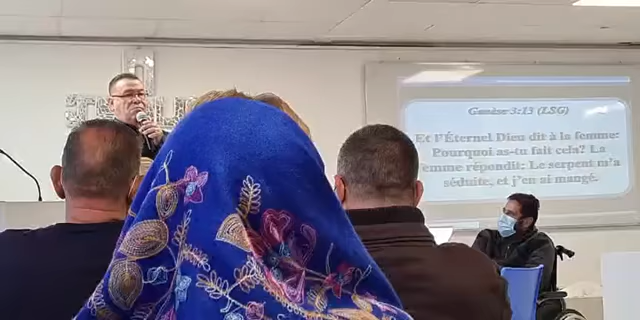 Genèse 3:13 (LSG)
Et l'Éternel Dieu dit à la femme:
Pourquoi as-tu fait cela? La
femme répondit: Le serpent m'a
séduite, et j'en ai mangé.